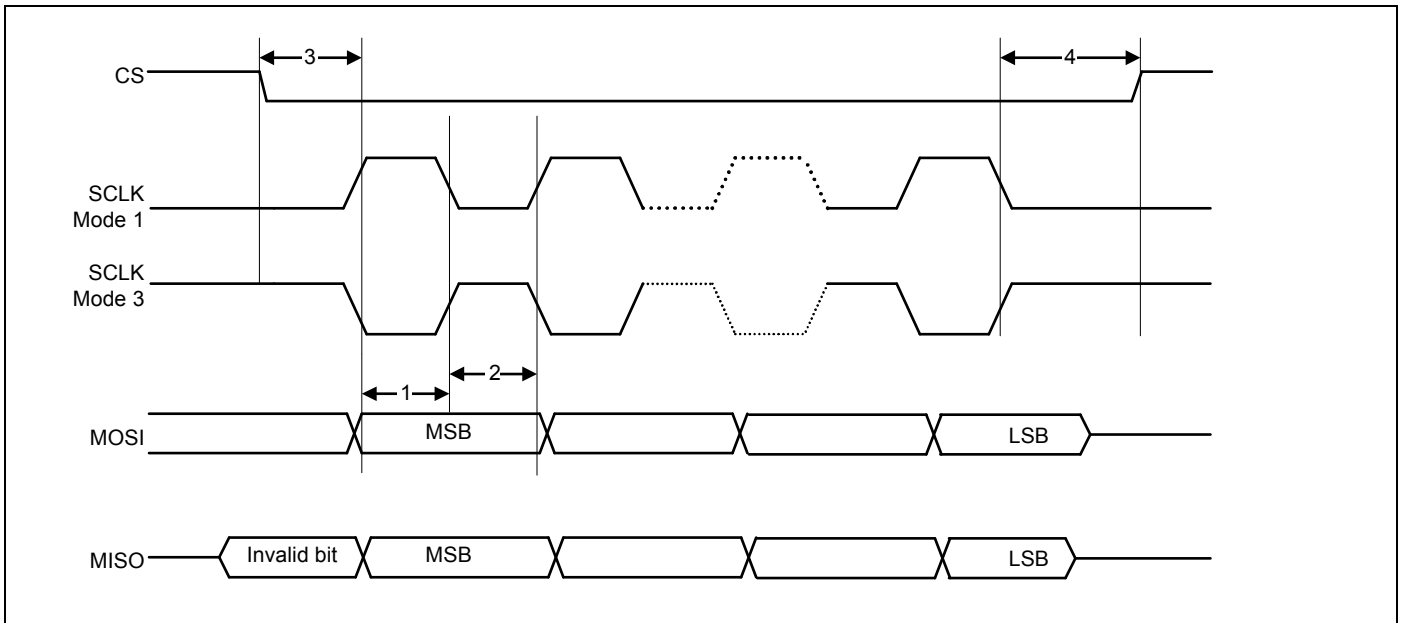 3
4
CS
SCLK
Mode 1
SCLK
Mode 3
2
1
MOSI
MSB
LSB
MISO
Invalid bit
MSB
LSB